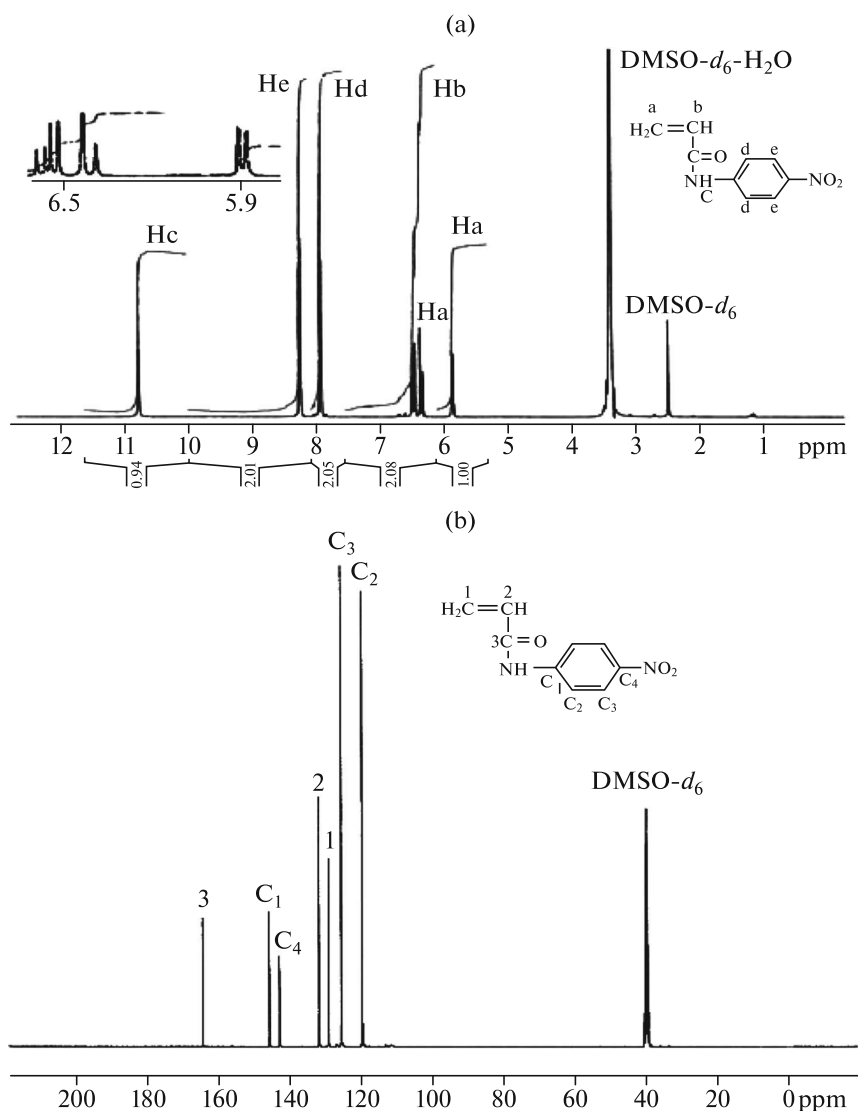 (a)
DMSO-d6-H2O
He
Hd
Hb
a
b
H2C
CH
C=O
d
e
NH
C
NO2
d
e
6.5
5.9
Hc
Ha
Ha
DMSO-d6
12
11
10
9
8
7
6
5
4
3
2
1
ppm
0.94
2.01
2.05
2.08
1.00
(b)
C3
C2
1
2
H2C
CH
3C=O
NH
NO2
C1
C4
C2
C3
DMSO-d6
2
1
3
C1
C4
200
180
160
140
120
100
80
60
40
20
0
ppm